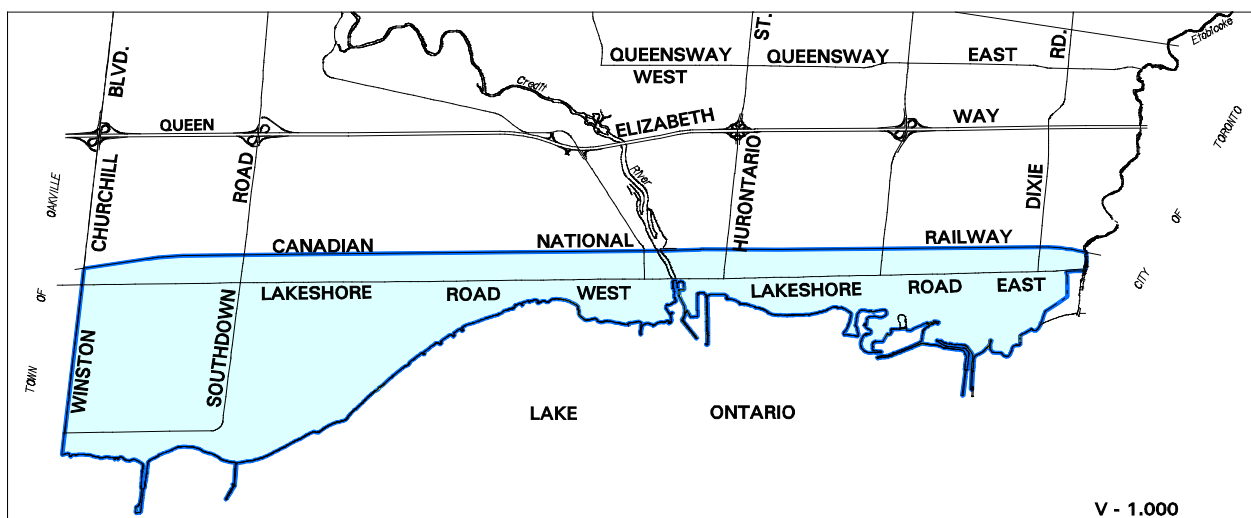 ST.
Etobicoke
QUEENSWAY QUEENSWAY EAST
WEST
RD.
BLVD.
Credit
QUEEN ELIZABETH WAY
CHURCHILL
ROAD
River
HURONTARIO
DIXIE
TORONTO
OF
CITY
OAKVILLE
OF
TOWN
CANADIAN NATIONAL RAILWAY
LAKESHORE ROAD WEST LAKESHORE ROAD EAST
WINSTON
SOUTHDOWN
LAKE ONTARIO
V - 1.000